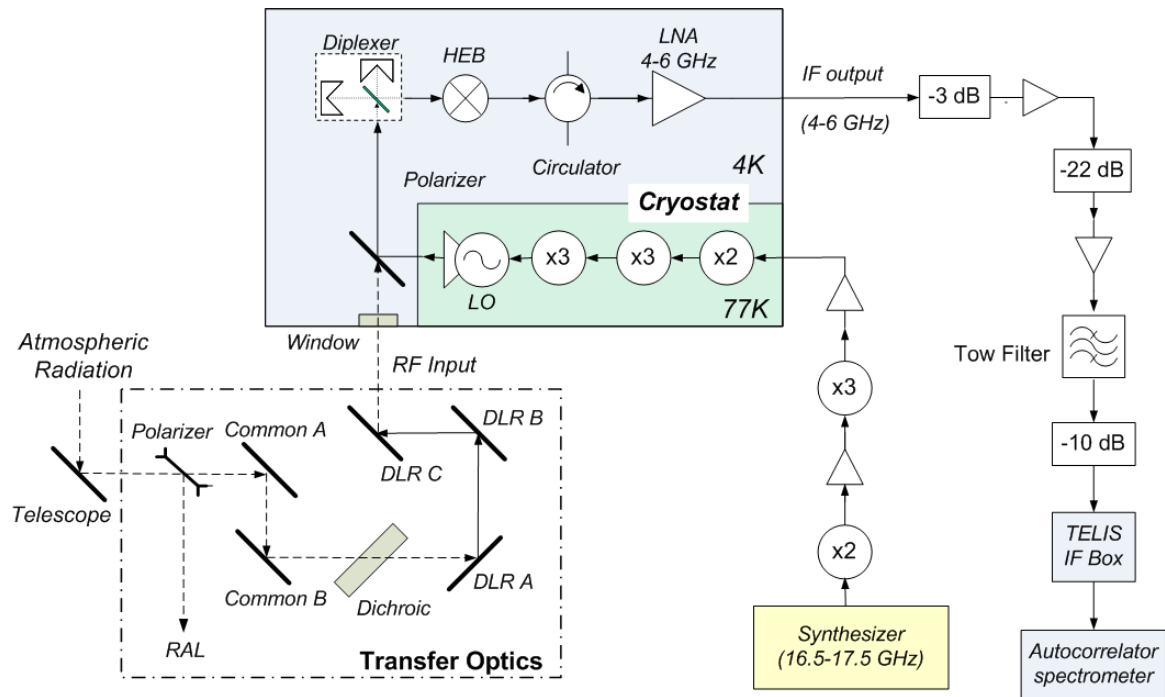 Diplexer
HEB
LNA
4-6 GHz
IF output
(4-6 GHz)
-3 dB
Circulator
4K
-22 dB
Polarizer
Cryostat
x3
x3
x2
LO
77K
Window
Tow Filter
Atmospheric
Radiation
RF Input
x3
-10 dB
Polarizer
Common A
DLR B
DLR C
Telescope
TELIS
IF Box
x2
Common B
DLR A
Dichroic
RAL
Transfer Optics
Synthesizer
(16.5-17.5 GHz)
Autocorrelator
spectrometer